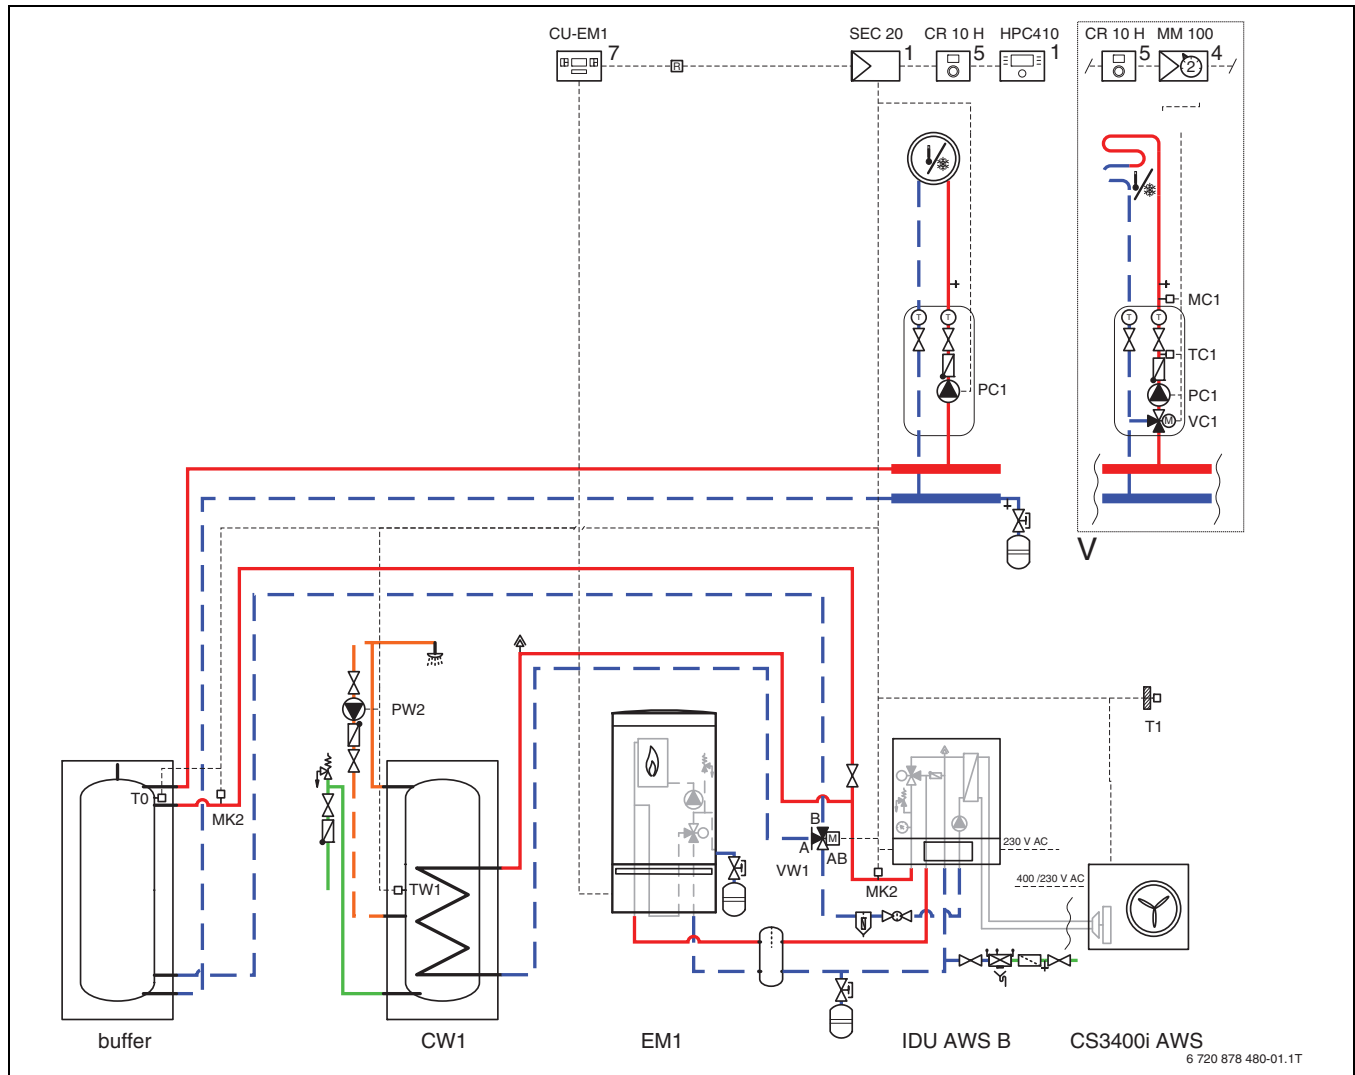 CU-EM1
7
R
SEC 20
1
CR 10 H
5
HPC410
1
CR 10 H
5
MM 100
2
4
T
T
PC1
T
T
MC1
TC1
PC1
M
VC1
V
PW2
T1
T0
MK2
TW1
B
A
M
AB
VW1
MK2
230 V AC
400 /230 V AC
buffer
CW1
EM1
IDU AWS B
CS3400i AWS
6 720 878 480-01.1T